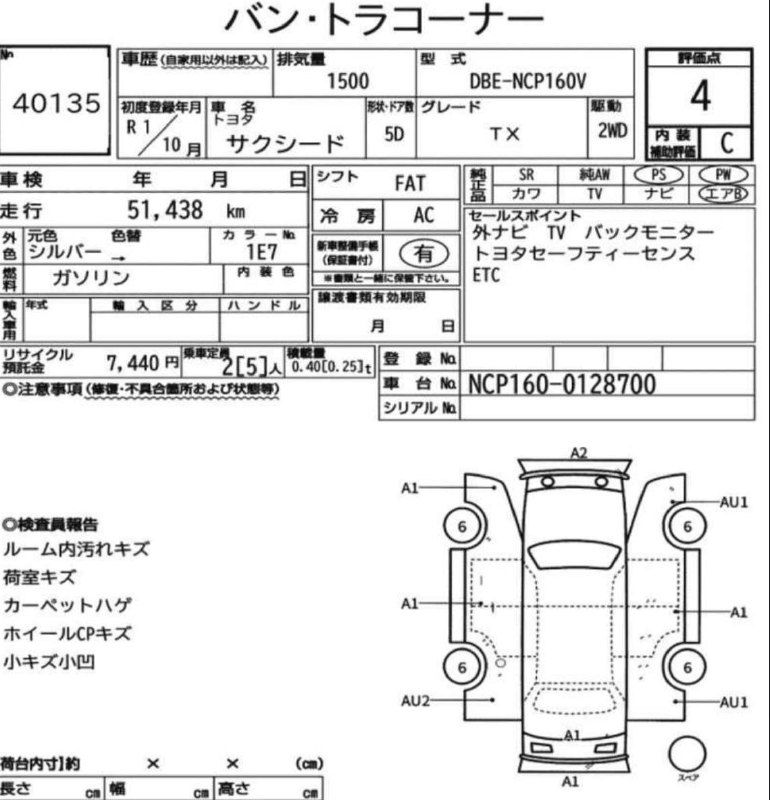 バン・トラコーナー
No
40135
車歴(自家用以外は記入)
排気量
1500
型 式
DBE-NCP160V
評価点
4
初度登録年月
R 1 / 10 月
車 名
トヨタ
サクシード
形状・ドア数
5D
グレード
TX
駆動
2WD
内 装
補助評価
C
車検 年 月 日
シフト
FAT
純正品
SR 純AW PS PW
カワ TV ナビ エアB
走行 51,438 km
冷 房 AC
セールスポイント
外ナビ TV バックモニター
トヨタセーフティーセンス
ETC
外色
元色 色替
シルバー →
カラーNo.
1E7
新車整備手帳
(保証書付)
有
※書類と一緒に保管下さい。
燃料
ガソリン
内 装 色
譲渡書類有効期限
月 日
輸入車用
年式
輸 入 区 分
ハ ン ド ル
リサイクル
預託金
7,440 円
乗車定員
2[5]人
積載量
0.40[0.25]t
登 録 No.
車 台 No. NCP160-0128700
シリアル No.
◎注意事項(修復・不具合箇所および状態等)
◎検査員報告
ルーム内汚れキズ
荷室キズ
カーペットハゲ
ホイールCPキズ
小キズ小凹
A2
A1
AU1
6
6
A1
A1
6
6
AU2
AU1
A1
A1
スペア
荷台内寸】約 × × (cm)
長さ cm 幅 cm 高さ cm